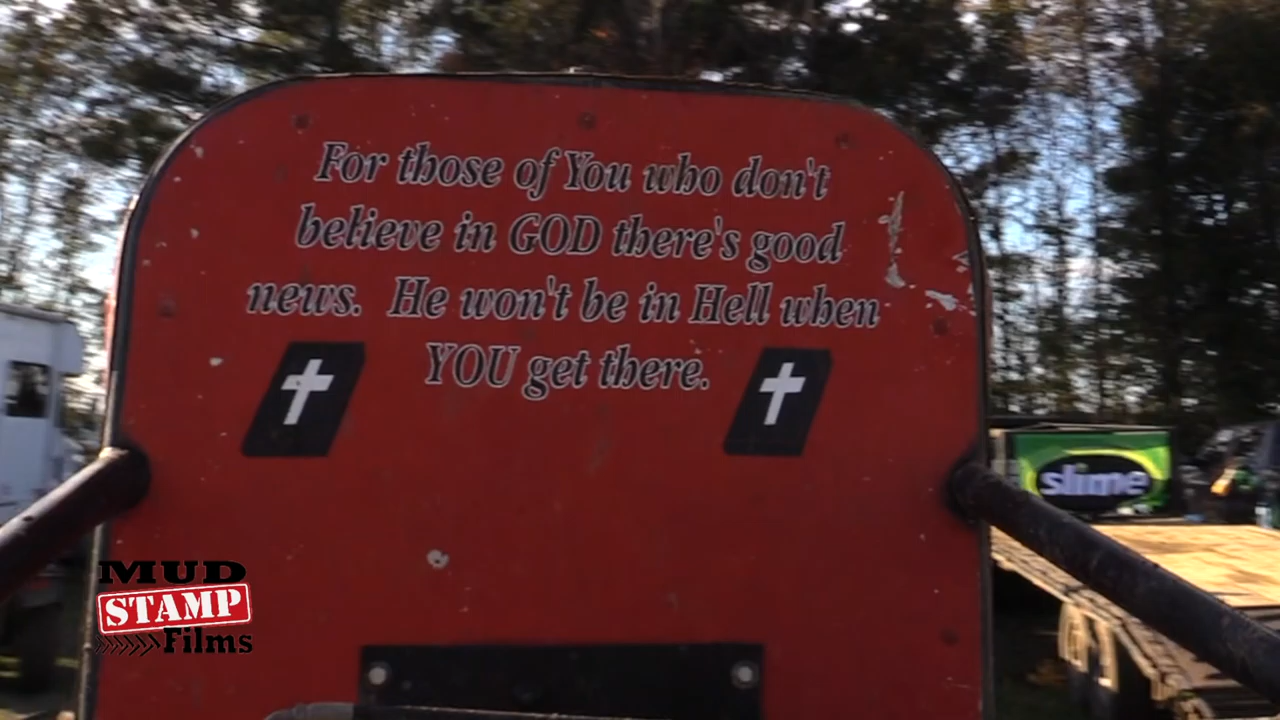 For those of You who don't
believe in GOD there's good
news. He won't be in Hell when
YOU get there.
slime
MUD
STAMP
Films